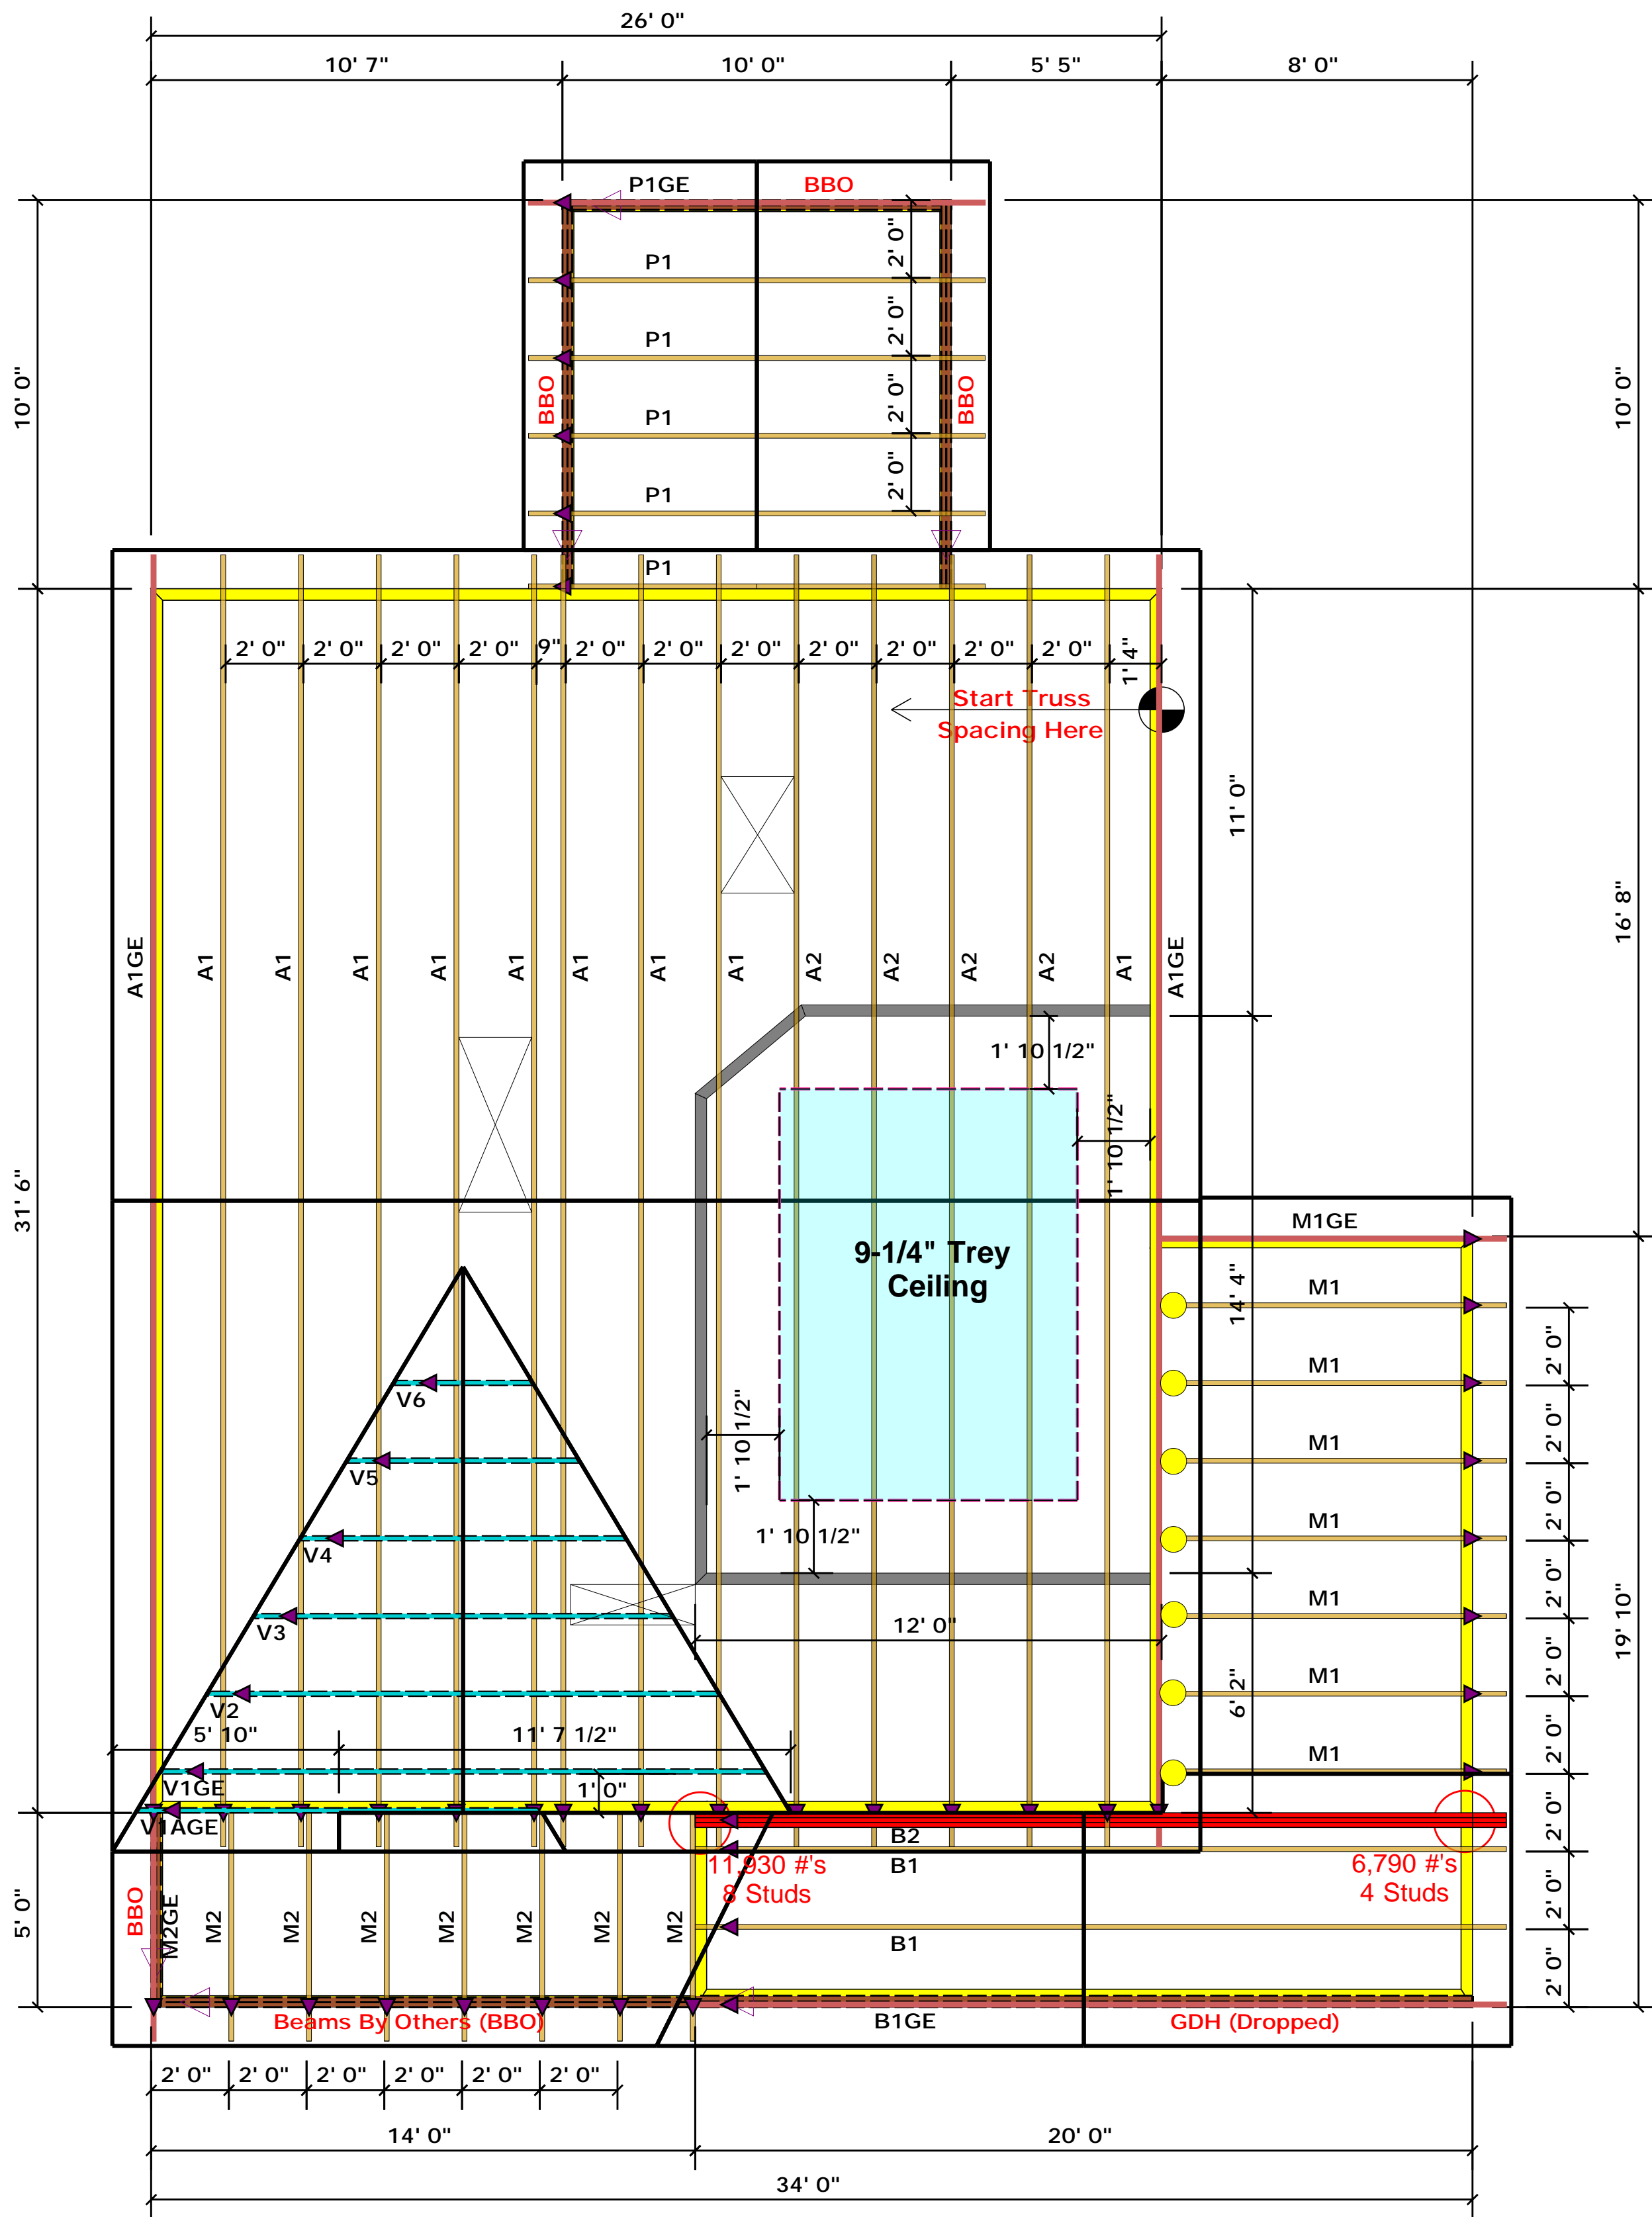 26' 0"
10' 7"
10' 0"
5' 5"
8' 0"
P1GE
BBO
2' 0"
P1
2' 0"
P1
BBO
BBO
2' 0"
P1
2' 0"
P1
10' 0"
10' 0"
P1
2' 0"
2' 0"
2' 0"
2' 0"
9"
2' 0"
2' 0"
2' 0"
2' 0"
2' 0"
2' 0"
2' 0"
1' 4"
Start Truss
Spacing Here
11' 0"
16' 8"
A1GE
A1
A1
A1
A1
A1
A1
A1
A1
A2
A2
A2
A2
A1
A1GE
1' 10 1/2"
1' 10 1/2"
31' 6"
9-1/4" Trey
Ceiling
M1GE
14' 4"
M1
2' 0"
M1
2' 0"
M1
2' 0"
M1
2' 0"
M1
2' 0"
M1
2' 0"
M1
2' 0"
2' 0"
2' 0"
19' 10"
V6
V5
V4
V3
V2
1' 10 1/2"
1' 10 1/2"
12' 0"
6' 2"
5' 10"
11' 7 1/2"
V1GE
1' 0"
V1AGE
B2
B1
11,930 #'s
8 Studs
6,790 #'s
4 Studs
5' 0"
BBO
M2GE
M2
M2
M2
M2
M2
M2
M2
B1
Beams By Others (BBO)
B1GE
GDH (Dropped)
2' 0"
2' 0"
2' 0"
2' 0"
2' 0"
2' 0"
14' 0"
20' 0"
34' 0"